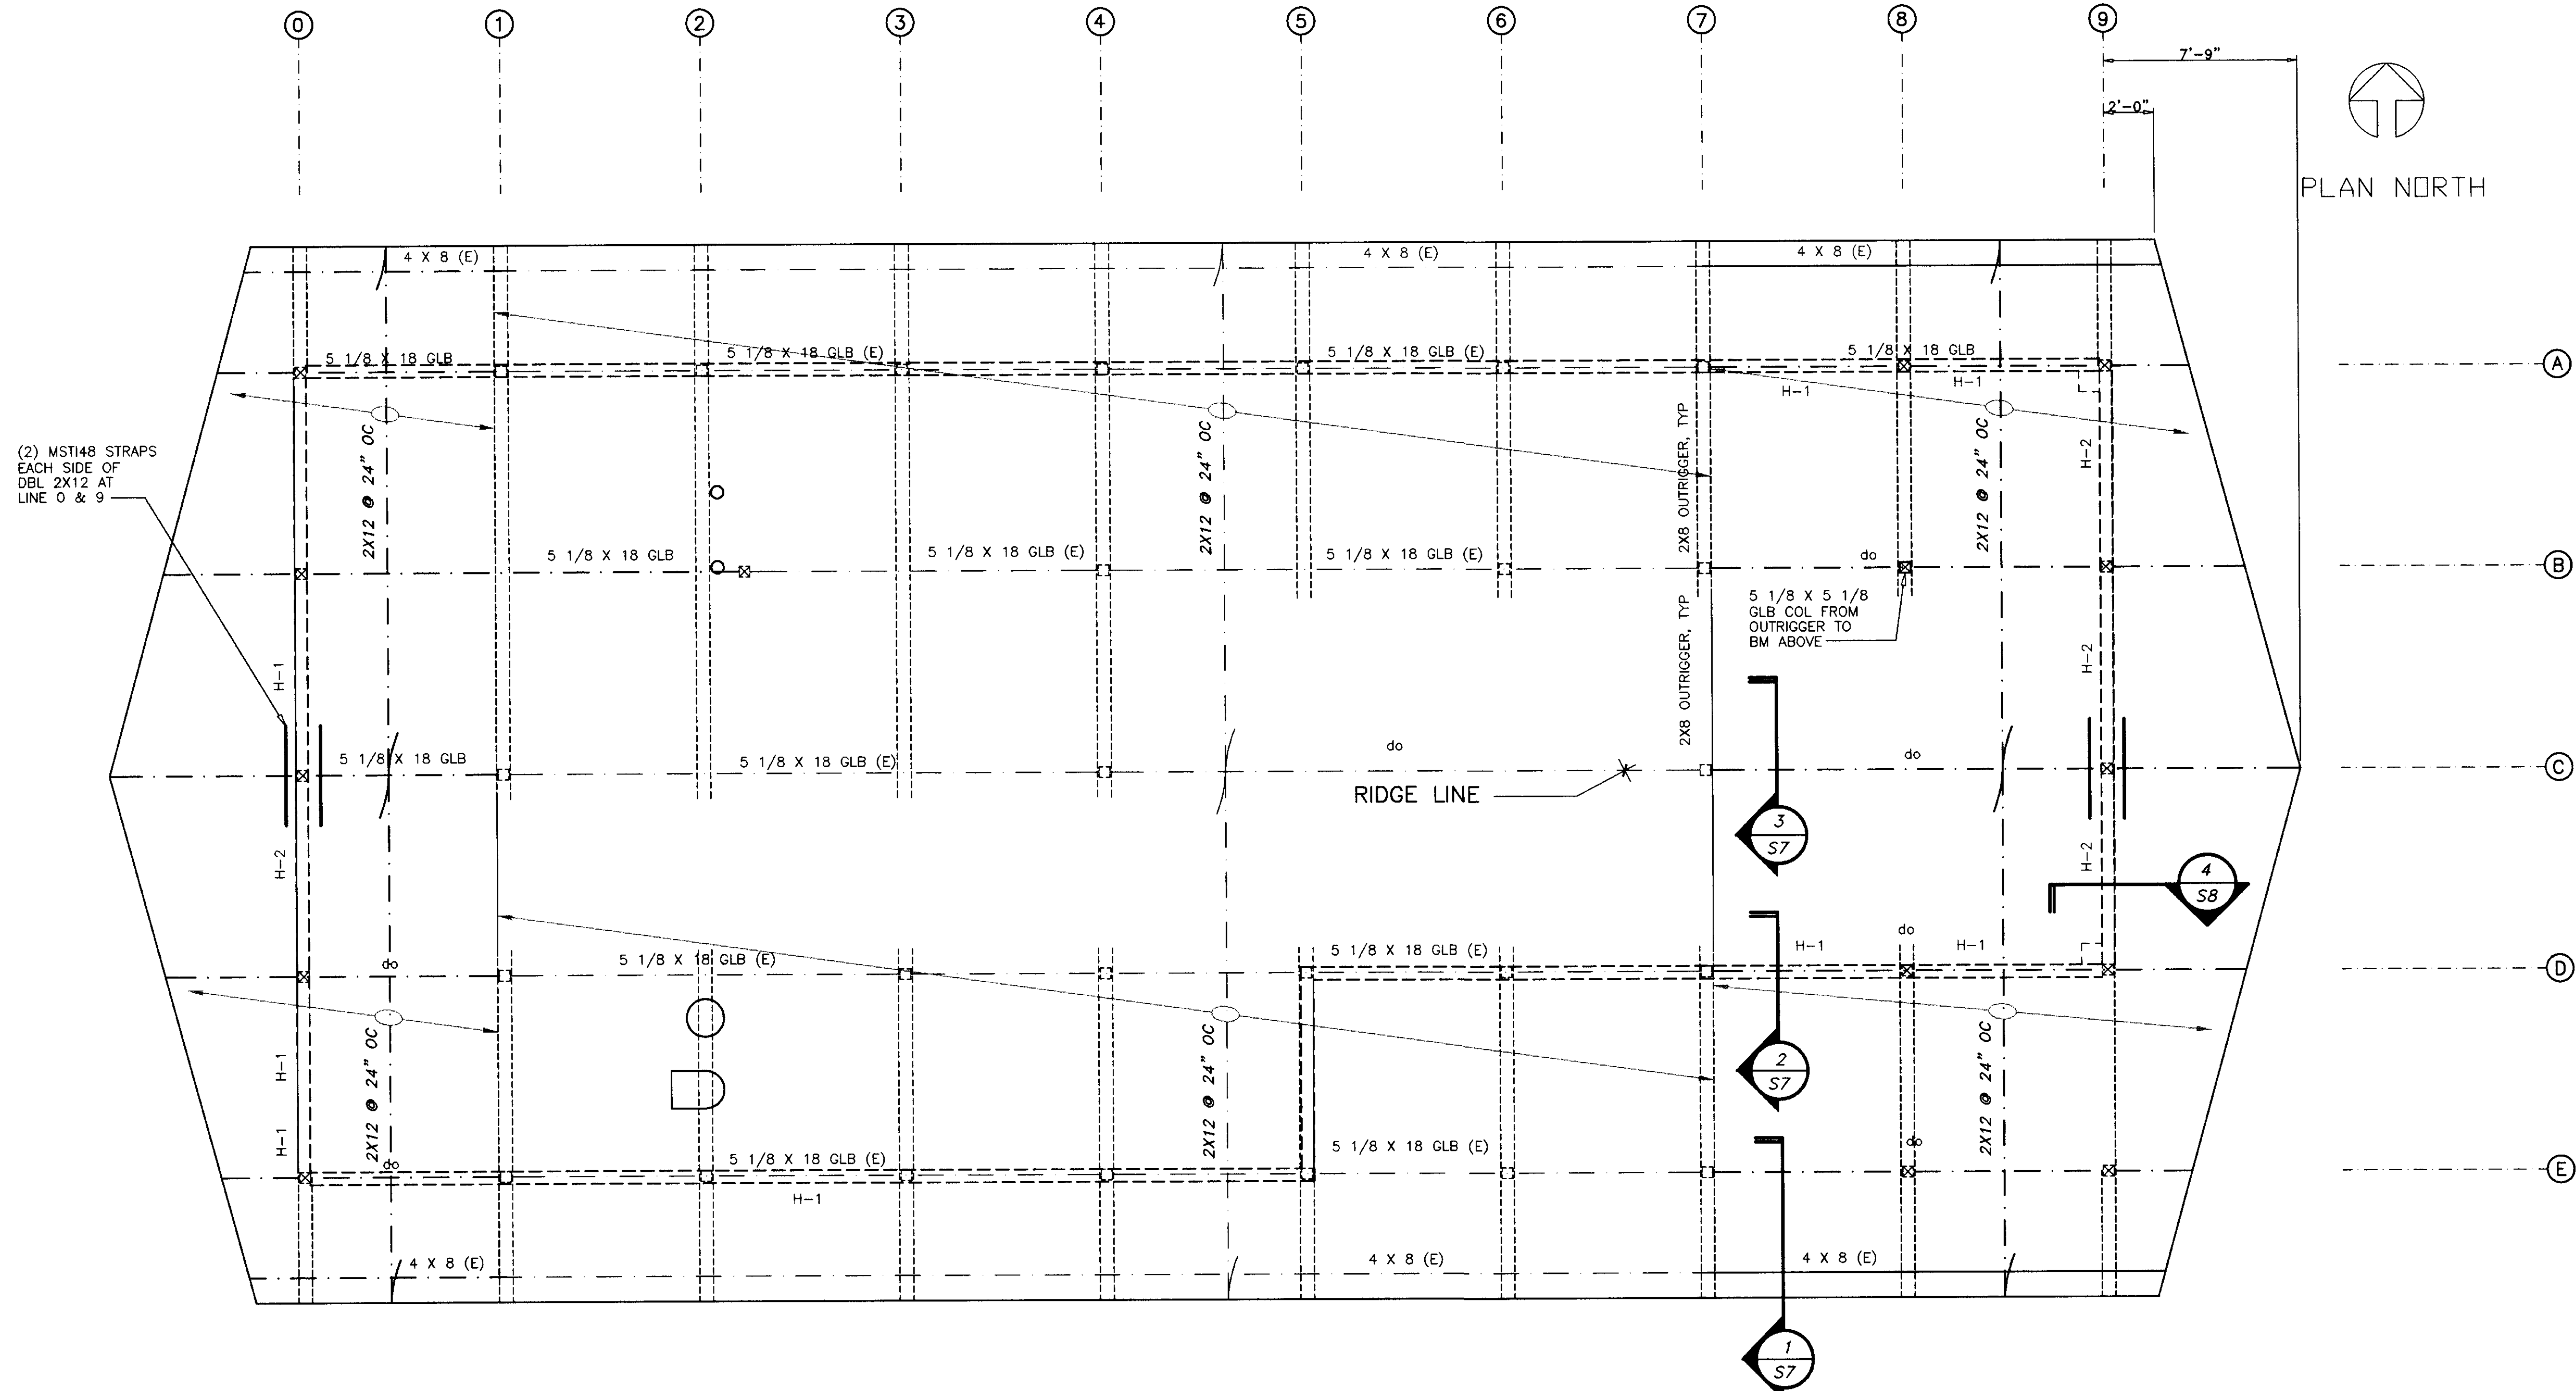 0 1 2 3 4 5 6 7 8 9
7'-9"
2'-0"
PLAN NORTH
4 X 8 (E)
4 X 8 (E)
4 X 8 (E)
5 1/8 X 18 GLB
5 1/8 X 18 GLB (E)
5 1/8 X 18 GLB (E)
5 1/8 X 18 GLB
A
H-1
H-1
2X12 @ 24" OC
2X12 @ 24" OC
2X8 OUTRIGGER, TYP
2X12 @ 24" OC
H-2
(2) MSTI48 STRAPS
EACH SIDE OF
DBL 2X12 AT
LINE 0 & 9
5 1/8 X 18 GLB
5 1/8 X 18 GLB (E)
5 1/8 X 18 GLB (E)
do
B
5 1/8 X 5 1/8
GLB COL FROM
OUTRIGGER TO
BM ABOVE
H-1
2X8 OUTRIGGER, TYP
H-2
5 1/8 X 18 GLB
5 1/8 X 18 GLB (E)
do
do
C
RIDGE LINE
3
S7
H-2
H-2
4
S8
do
5 1/8 X 18 GLB (E)
5 1/8 X 18 GLB (E)
H-1
do
H-1
D
H-1
2X12 @ 24" OC
2X12 @ 24" OC
2
S7
2X12 @ 24" OC
H-1
do
5 1/8 X 18 GLB (E)
5 1/8 X 18 GLB (E)
do
E
H-1
4 X 8 (E)
4 X 8 (E)
4 X 8 (E)
1
S7